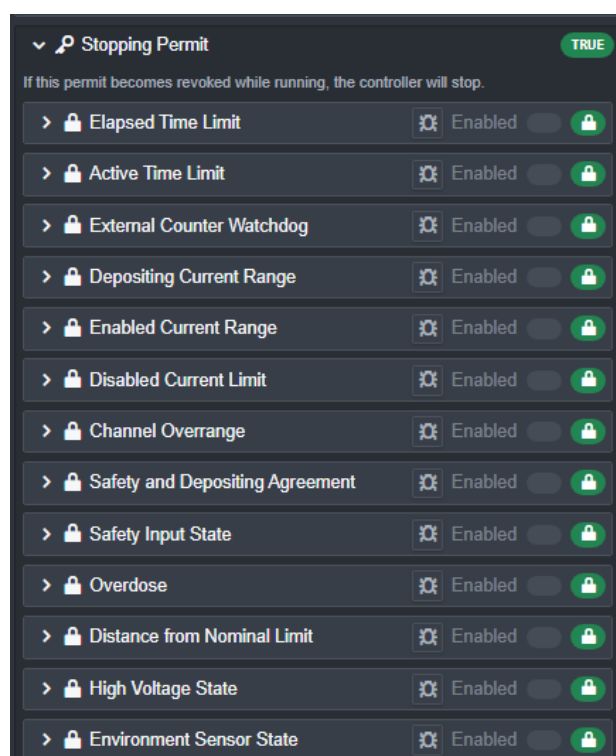 Stopping Permit TRUE
If this permit becomes revoked while running, the controller will stop.
Elapsed Time Limit Enabled
Active Time Limit Enabled
External Counter Watchdog Enabled
Depositing Current Range Enabled
Enabled Current Range Enabled
Disabled Current Limit Enabled
Channel Overrange Enabled
Safety and Depositing Agreement Enabled
Safety Input State Enabled
Overdose Enabled
Distance from Nominal Limit Enabled
High Voltage State Enabled
Environment Sensor State Enabled